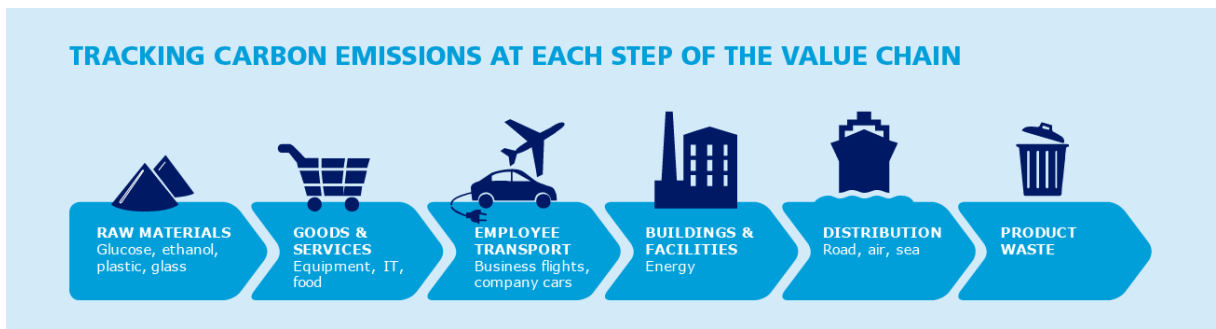 TRACKING CARBON EMISSIONS AT EACH STEP OF THE VALUE CHAIN
RAW MATERIALS
Glucose, ethanol,
plastic, glass
GOODS &
SERVICES
Equipment, IT,
food
EMPLOYEE
TRANSPORT
Business flights,
company cars
BUILDINGS &
FACILITIES
Energy
DISTRIBUTION
Road, air, sea
PRODUCT
WASTE